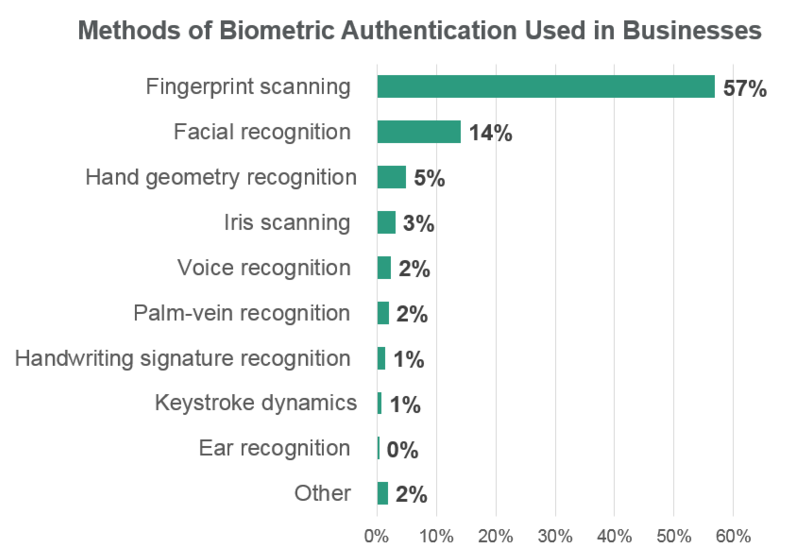 Methods of Biometric Authentication Used in Businesses
Fingerprint scanning 57%
Facial recognition 14%
Hand geometry recognition 5%
Iris scanning 3%
Voice recognition 2%
Palm-vein recognition 2%
Handwriting signature recognition 1%
Keystroke dynamics 1%
Ear recognition 0%
Other 2%
0% 10% 20% 30% 40% 50% 60%